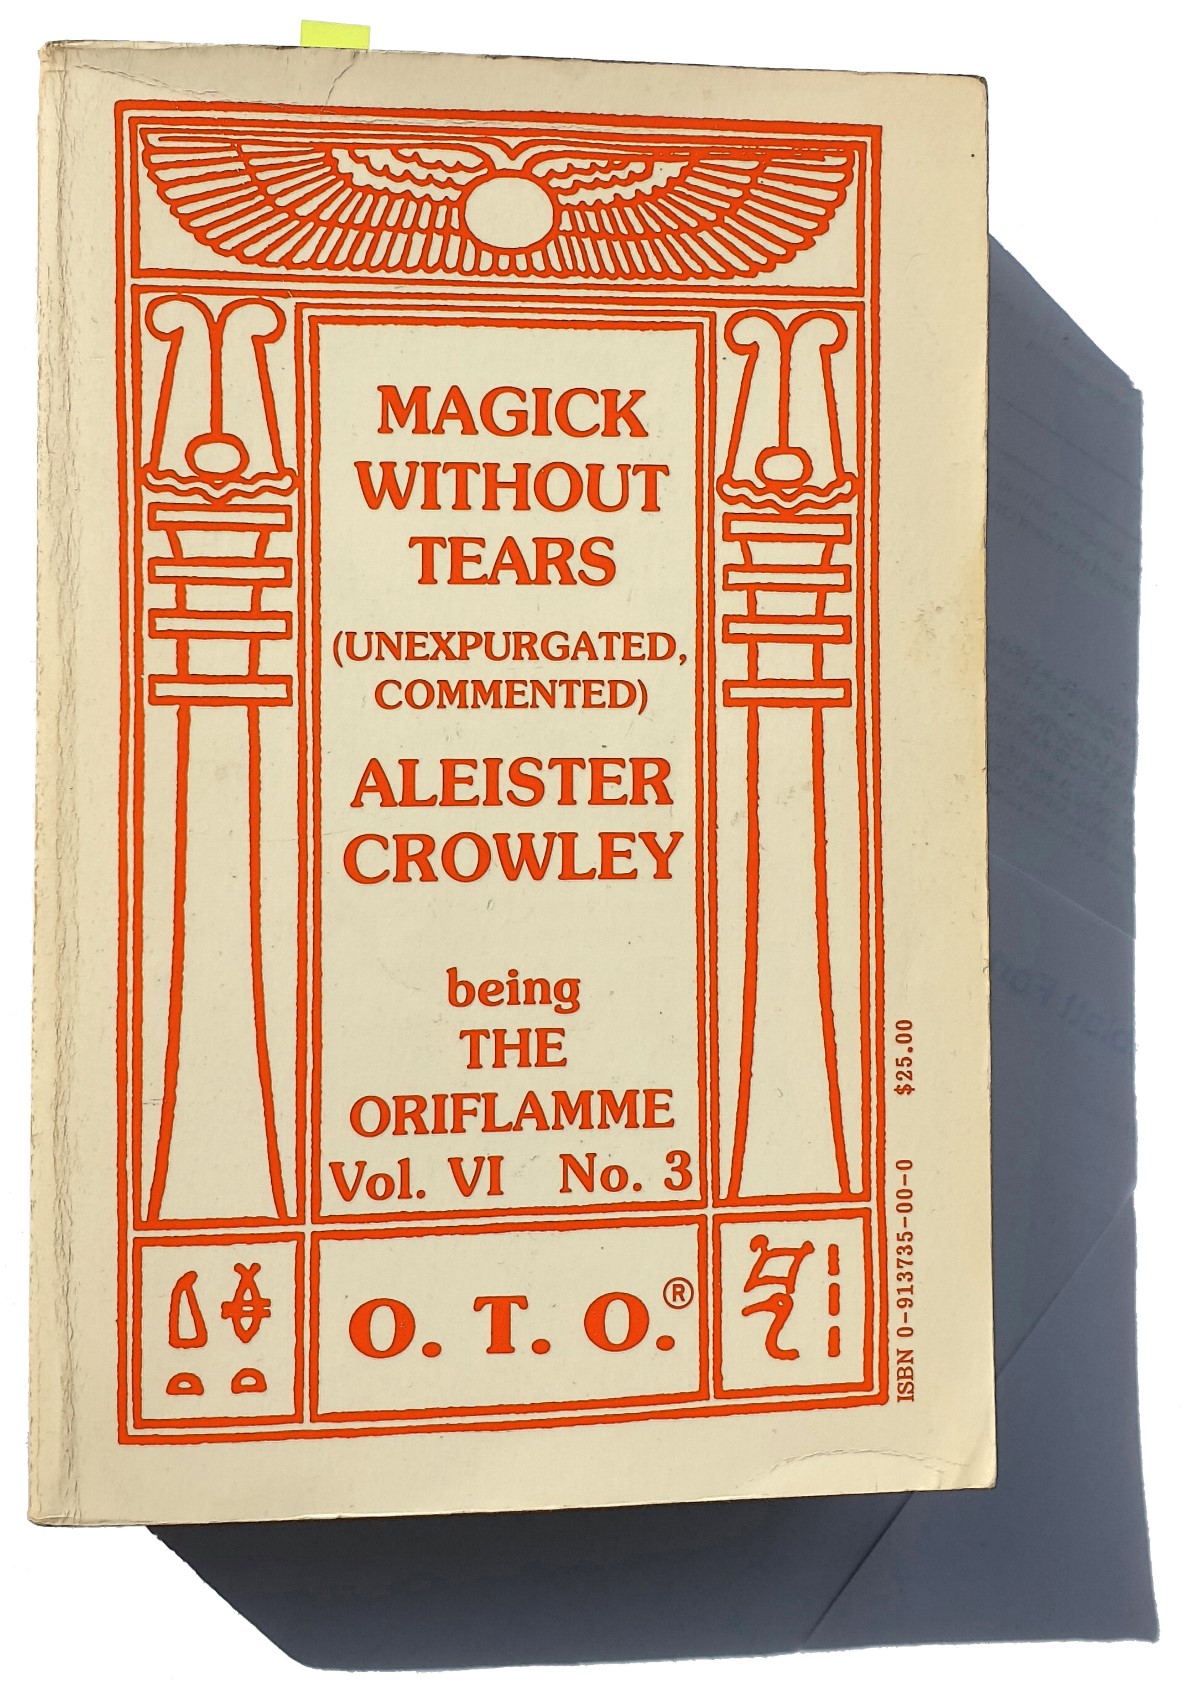 MAGICK
WITHOUT
TEARS
(UNEXPURGATED,
COMMENTED)
ALEISTER
CROWLEY
being
THE
ORIFLAMME
Vol. VI No. 3
O. T. O.®
ISBN 0-913735-00-0 $25.00